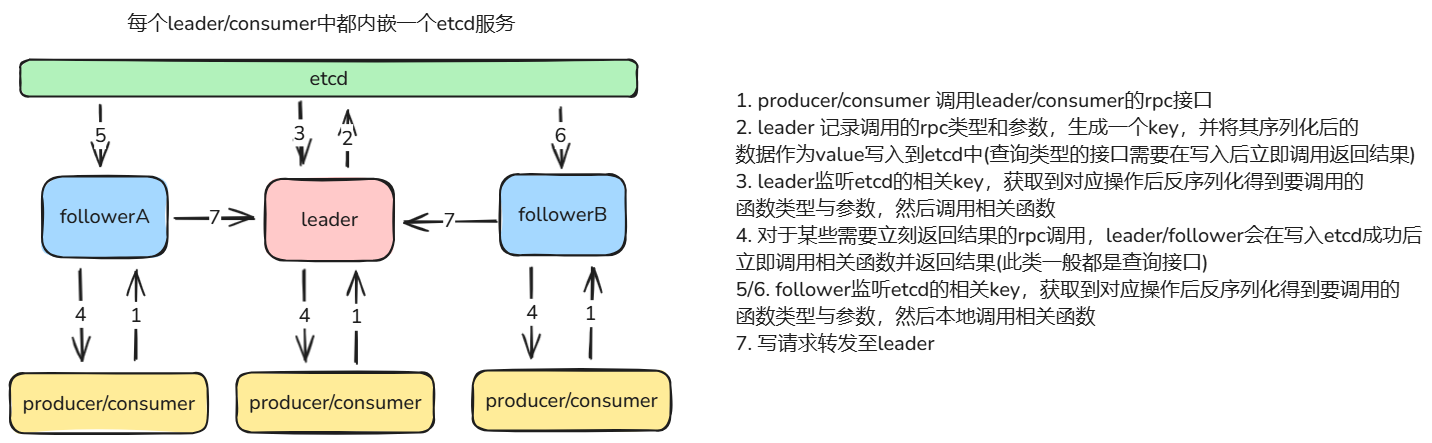 每个leader/consumer中都内嵌一个etcd服务
etcd
5
3
2
6
followerA
7
leader
7
followerB
4
1
4
1
4
1
producer/consumer
producer/consumer
producer/consumer
1. producer/consumer 调用leader/consumer的rpc接口
2. leader 记录调用的rpc类型和参数，生成一个key，并将其序列化后的
数据作为value写入到etcd中(查询类型的接口需要在写入后立即调用返回结果)
3. leader监听etcd的相关key，获取到对应操作后反序列化得到要调用的
函数类型与参数，然后调用相关函数
4. 对于某些需要立刻返回结果的rpc调用，leader/follower会在写入etcd成功后
立即调用相关函数并返回结果(此类一般都是查询接口)
5/6. follower监听etcd的相关key，获取到对应操作后反序列化得到要调用的
函数类型与参数，然后本地调用相关函数
7. 写请求转发至leader